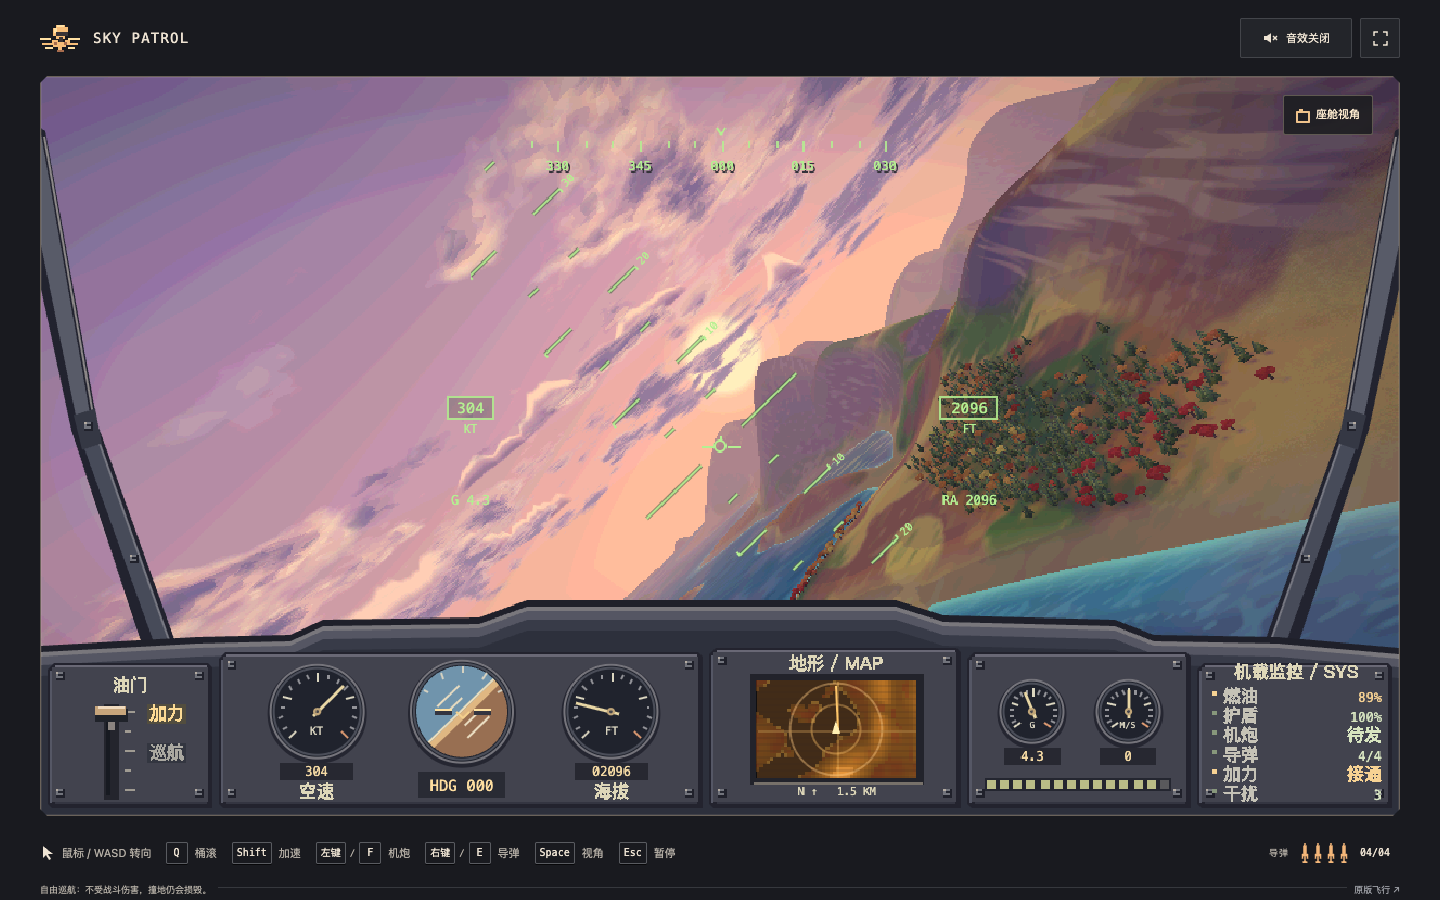 SKY PATROL
音效关闭
座舱视角
330 345 000 015 030
20
10
304
KT
2096
FT
10
G 4.3
RA 2096
20
油门
加力
巡航
KT
304
空速
HDG 000
FT
02096
海拔
地形 / MAP
N ↑ 1.5 KM
G
4.3
M/S
0
机载监控 / SYS
燃油 89%
护盾 100%
机炮 待发
导弹 4/4
加力 接通
干扰 3
鼠标 / WASD 转向 Q 桶滚 Shift 加速 左键 / F 机炮 右键 / E 导弹 Space 视角 Esc 暂停
导弹 04/04
自由巡航：不受战斗伤害，撞地仍会损毁。
原版飞行 ↗